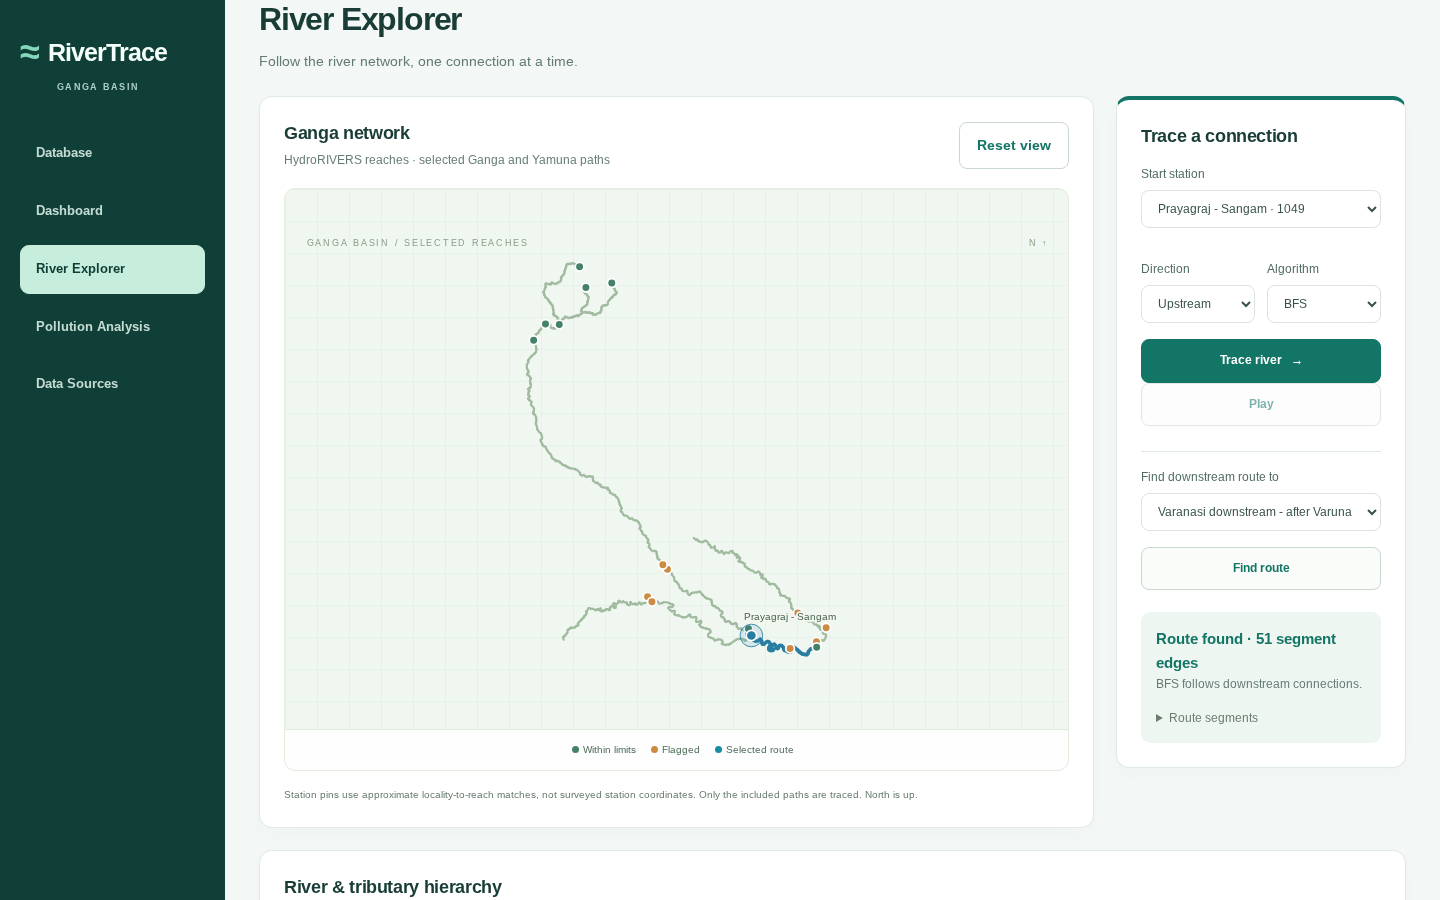 ≈ RiverTrace
GANGA BASIN
Database
Dashboard
River Explorer
Pollution Analysis
Data Sources
River Explorer
Follow the river network, one connection at a time.
Ganga network
HydroRIVERS reaches · selected Ganga and Yamuna paths
Reset view
GANGA BASIN / SELECTED REACHES
N ↑
Prayagraj - Sangam
Within limits
Flagged
Selected route
Station pins use approximate locality-to-reach matches, not surveyed station coordinates. Only the included paths are traced. North is up.
Trace a connection
Start station
Prayagraj - Sangam · 1049
Direction
Algorithm
Upstream
BFS
Trace river →
Play
Find downstream route to
Varanasi downstream - after Varuna
Find route
Route found · 51 segment
edges
BFS follows downstream connections.
Route segments
River & tributary hierarchy